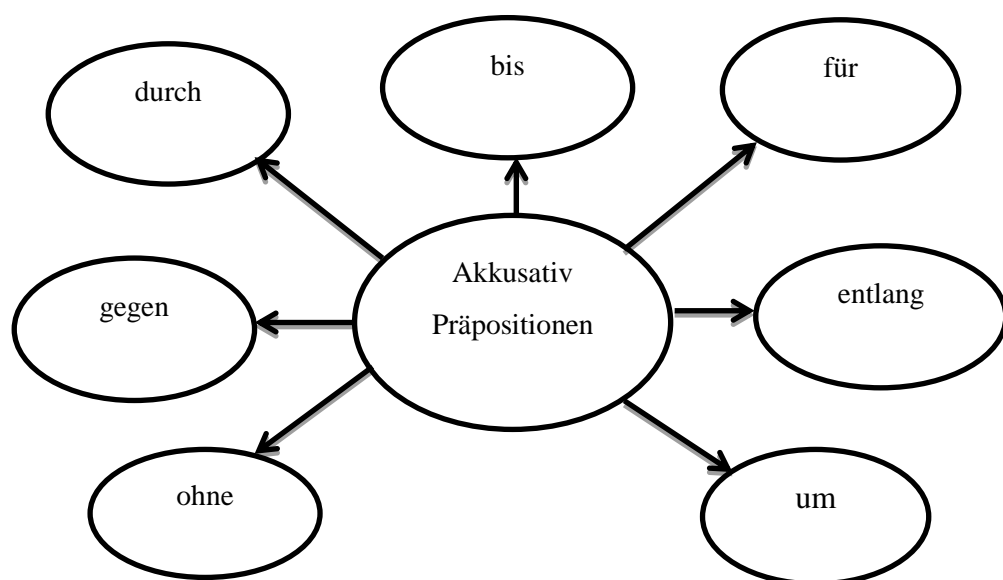 durch
bis
für
Akkusativ
Präpositionen
gegen
entlang
ohne
um